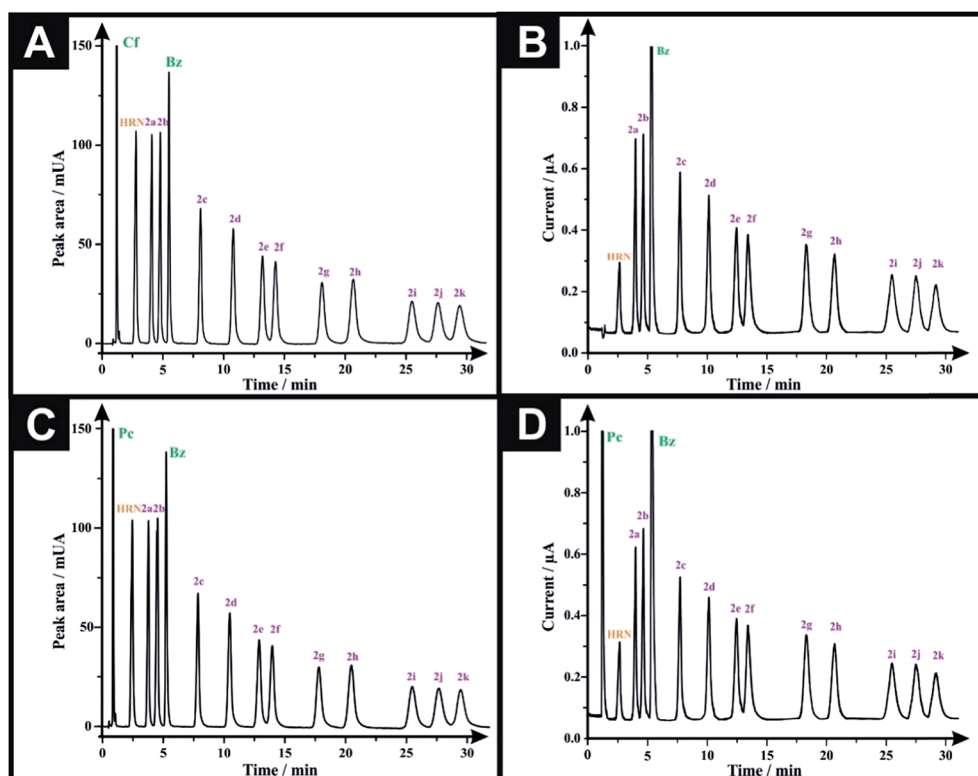 A
Peak area / mUA
150
100
50
0
Cf
HRN
2a
2b
Bz
2c
2d
2e
2f
2g
2h
2i
2j
2k
0
5
10
15
20
25
30
Time / min
B
Current / µA
1.0
0.8
0.6
0.4
0.2
0.0
HRN
2a
2b
Bz
2c
2d
2e
2f
2g
2h
2i
2j
2k
0
5
10
15
20
25
30
Time / min
C
Peak area / mUA
150
100
50
0
Pc
HRN
2a
2b
Bz
2c
2d
2e
2f
2g
2h
2i
2j
2k
0
5
10
15
20
25
30
Time / min
D
Current / µA
1.0
0.8
0.6
0.4
0.2
0.0
Pc
HRN
2a
2b
Bz
2c
2d
2e
2f
2g
2h
2i
2j
2k
0
5
10
15
20
25
30
Time / min